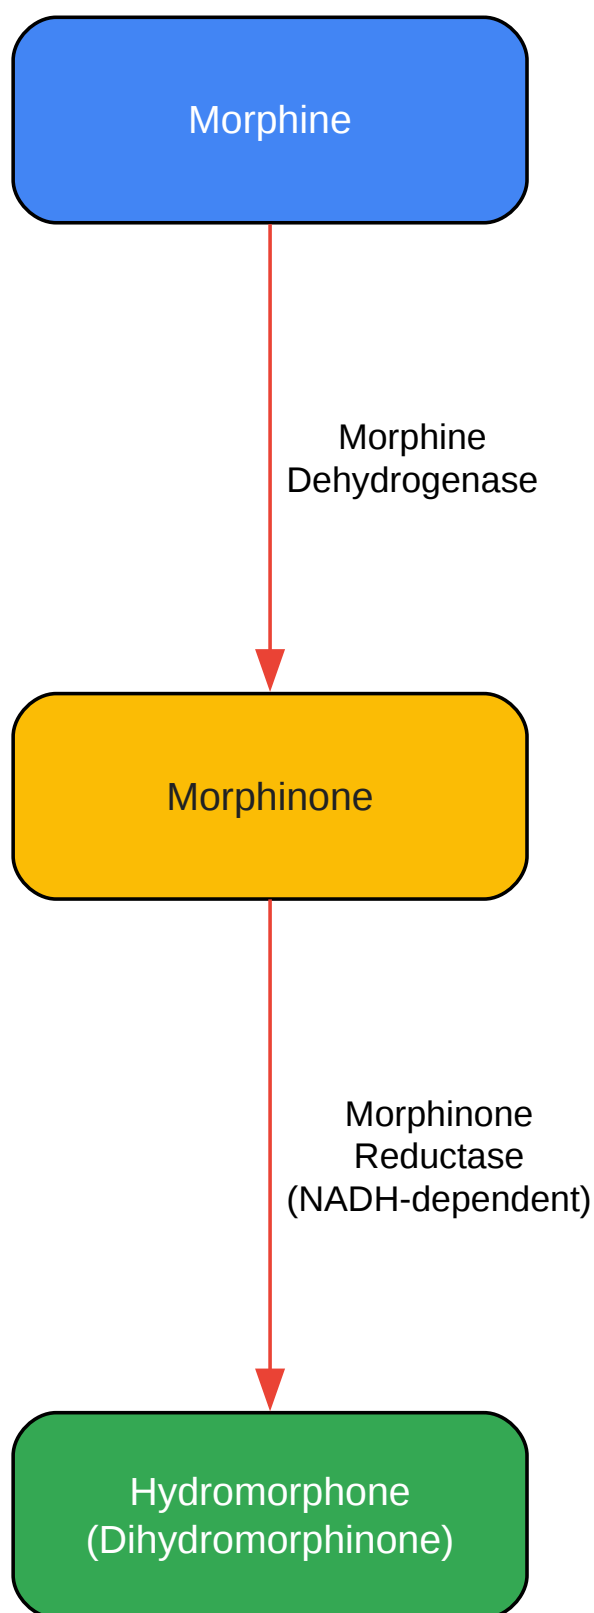 Morphine
Morphine
Dehydrogenase
Morphinone
Morphinone
Reductase
(NADH-dependent)
Hydromorphone
(Dihydromorphinone)